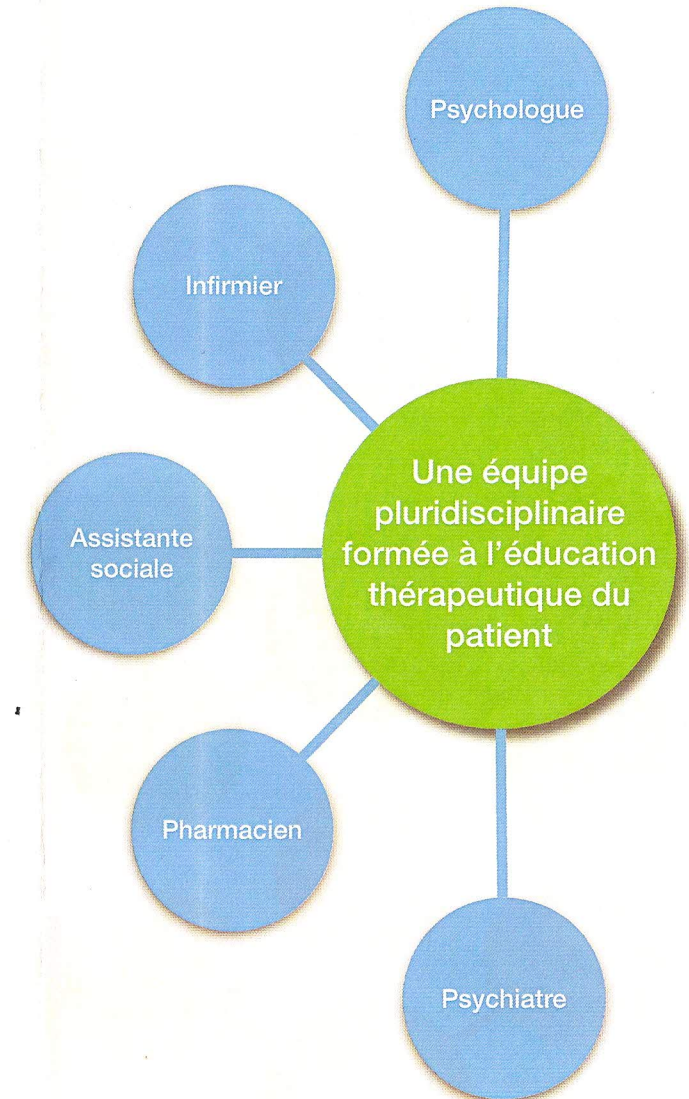 Psychologue
Infirmier
Une équipe
pluridisciplinaire
formée à l'éducation
thérapeutique du
patient
Assistante
sociale
Pharmacien
Psychiatre